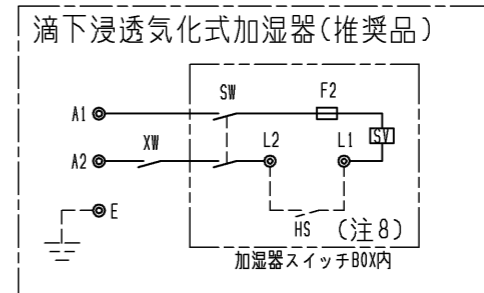 滴下浸透気化式加湿器(推奨品)
SW
F2
A1
SV
A2
XW
L2
L1
E
HS
(注8)
加湿器スイッチBOX内